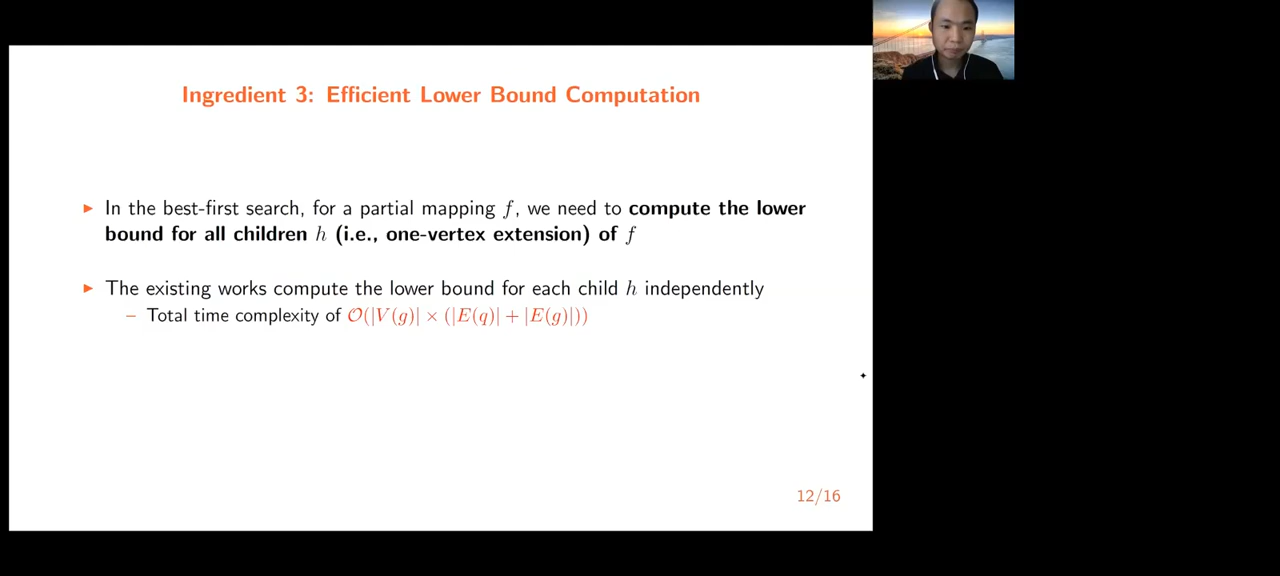 Ingredient 3: Efficient Lower Bound Computation
▶ In the best-first search, for a partial mapping f, we need to compute the lower
bound for all children h (i.e., one-vertex extension) of f
▶ The existing works compute the lower bound for each child h independently
– Total time complexity of O(|V(g)| × (|E(q)| + |E(g)|))
12/16